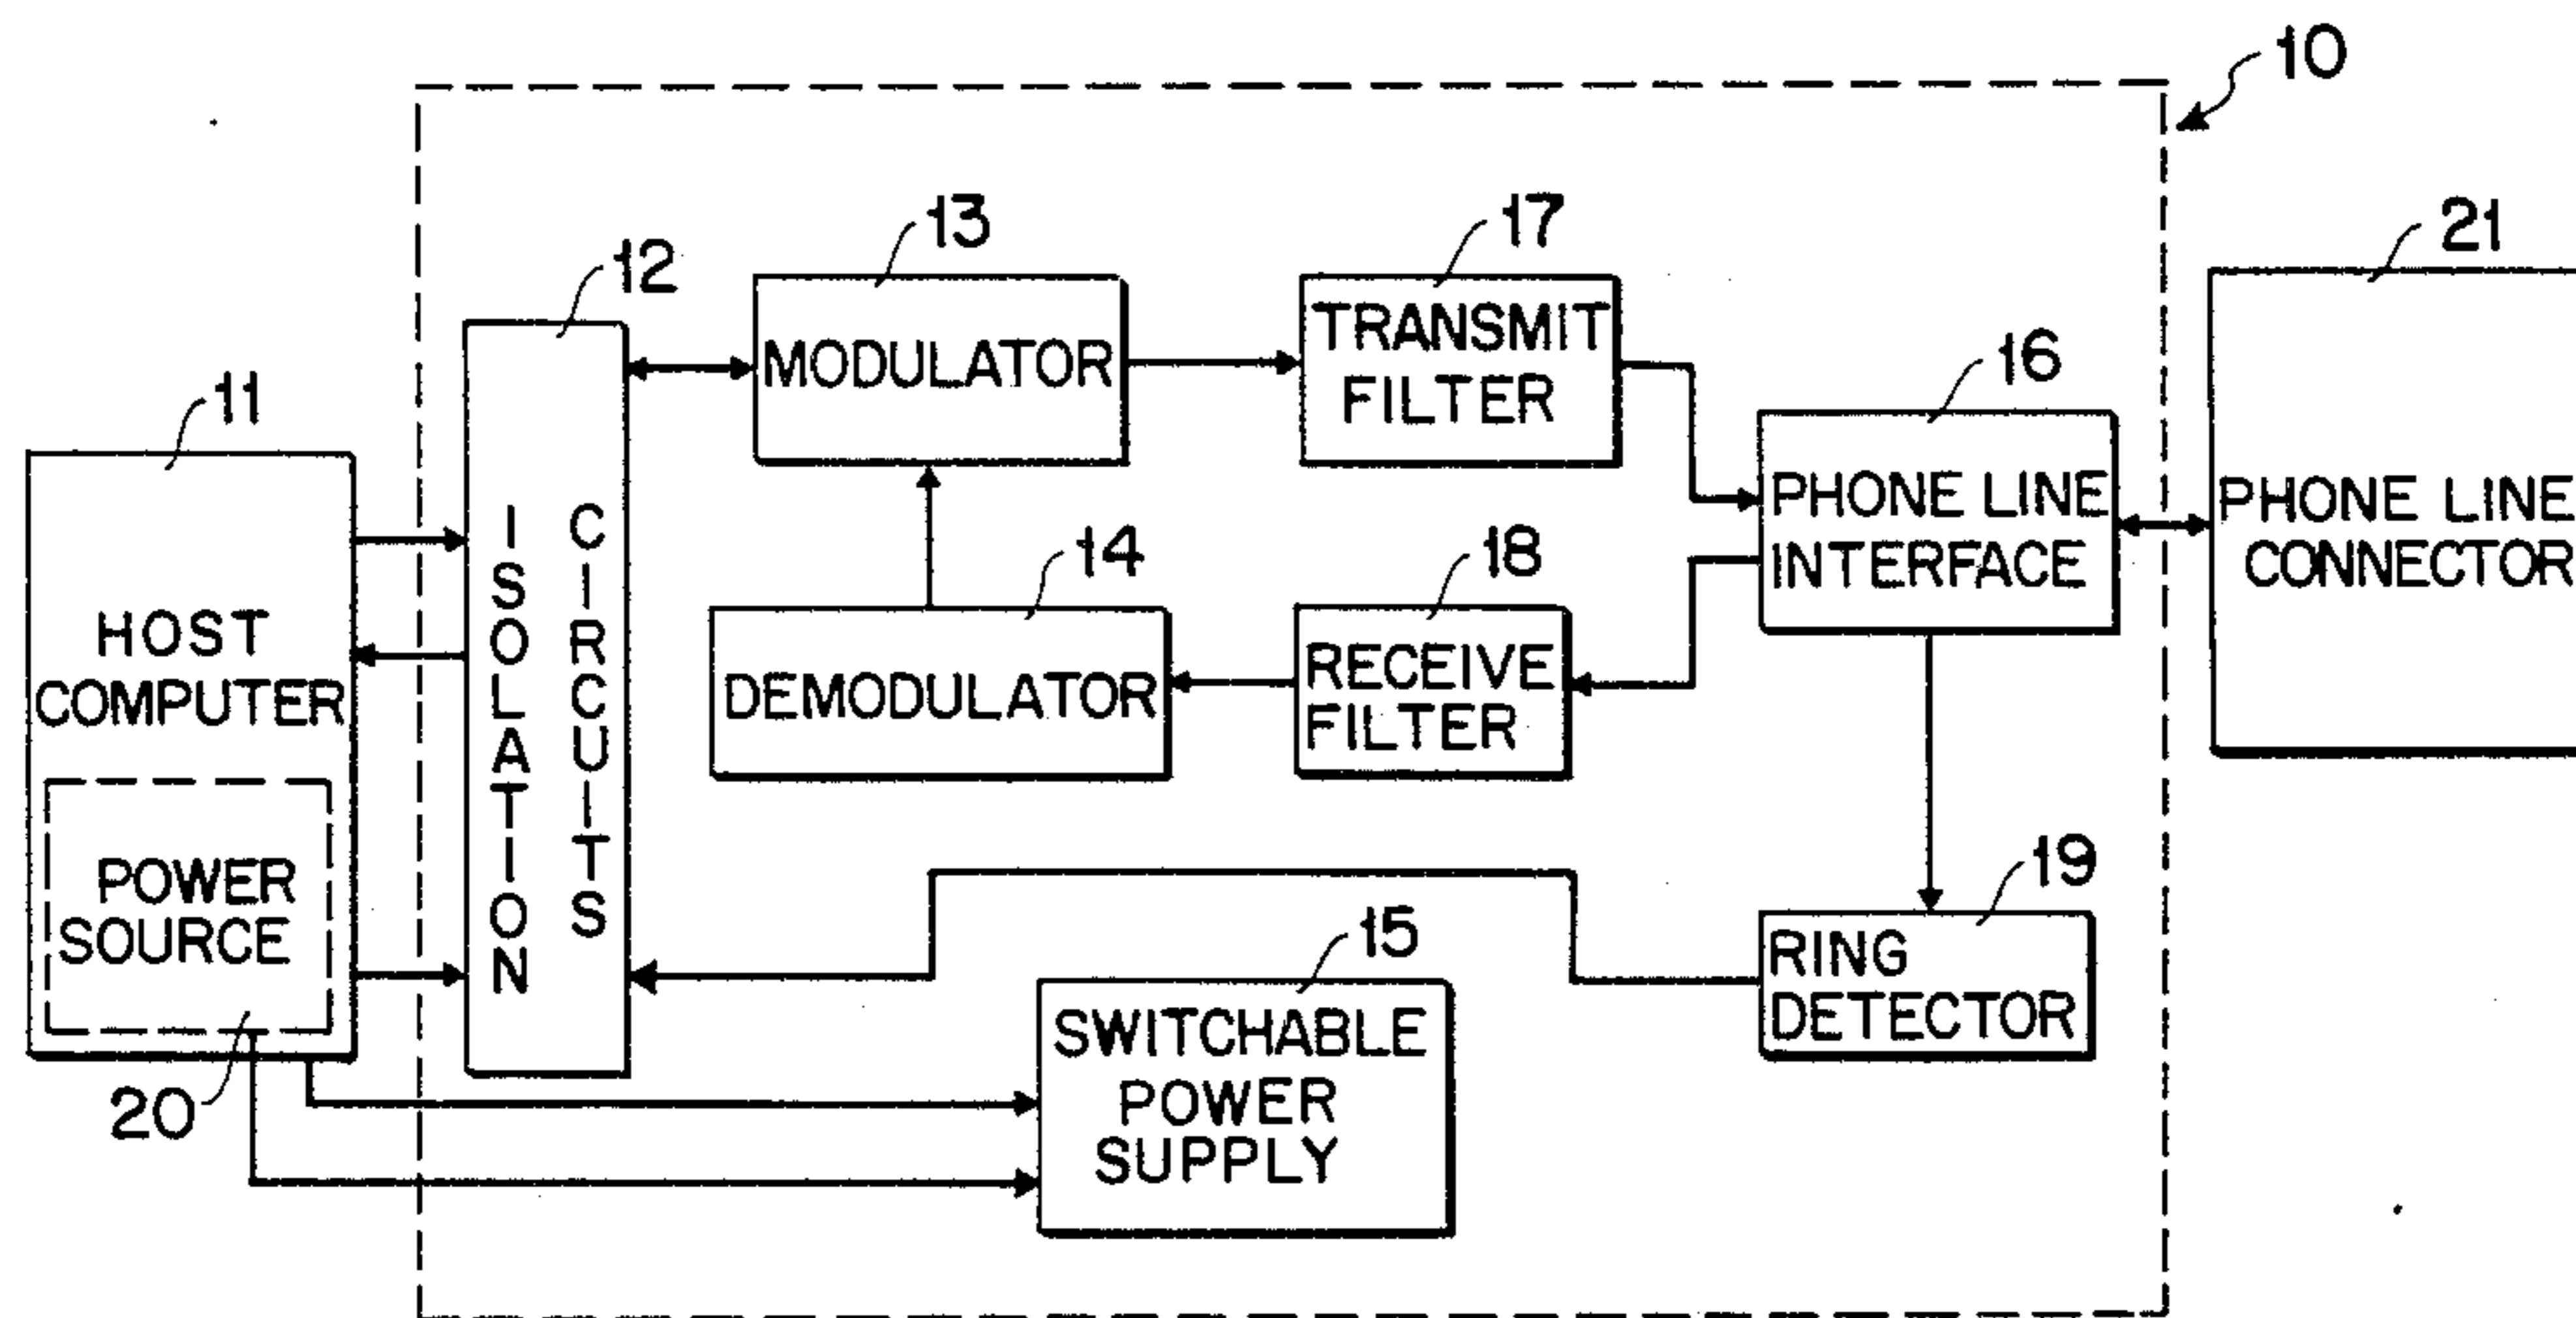 10
13
17
21
12
MODULATOR
TRANSMIT
FILTER
11
16
ISOLATION
CIRCUITS
PHONE LINE
INTERFACE
PHONE LINE
CONNECTOR
14
18
HOST
COMPUTER
DEMODULATOR
RECEIVE
FILTER
POWER
SOURCE
19
RING
DETECTOR
15
SWITCHABLE
POWER
SUPPLY
20